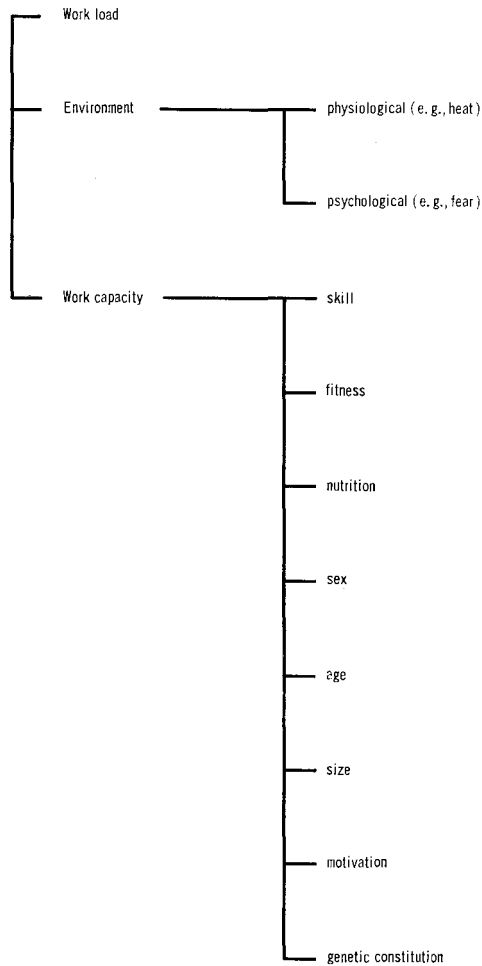 Work load
Environment
physiological (e.g., heat)
psychological (e.g., fear)
Work capacity
skill
fitness
nutrition
sex
age
size
motivation
genetic constitution